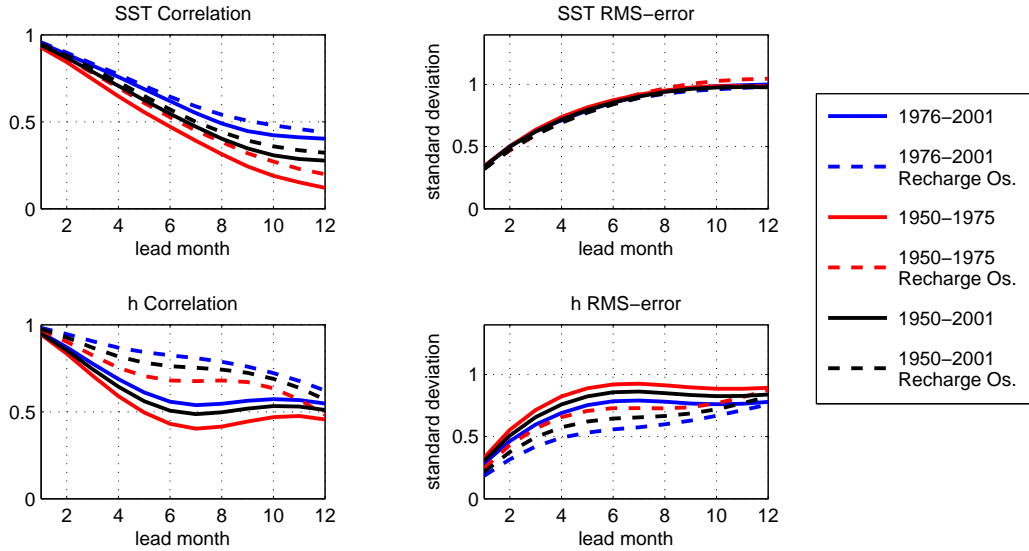 SST Correlation
1
0.5
0
2 4 6 8 10 12
lead month
SST RMS−error
standard deviation
1
0.5
0
2 4 6 8 10 12
lead month
h Correlation
1
0.5
0
2 4 6 8 10 12
lead month
h RMS−error
standard deviation
1
0.5
0
2 4 6 8 10 12
lead month
1976−2001
1976−2001
Recharge Os.
1950−1975
1950−1975
Recharge Os.
1950−2001
1950−2001
Recharge Os.